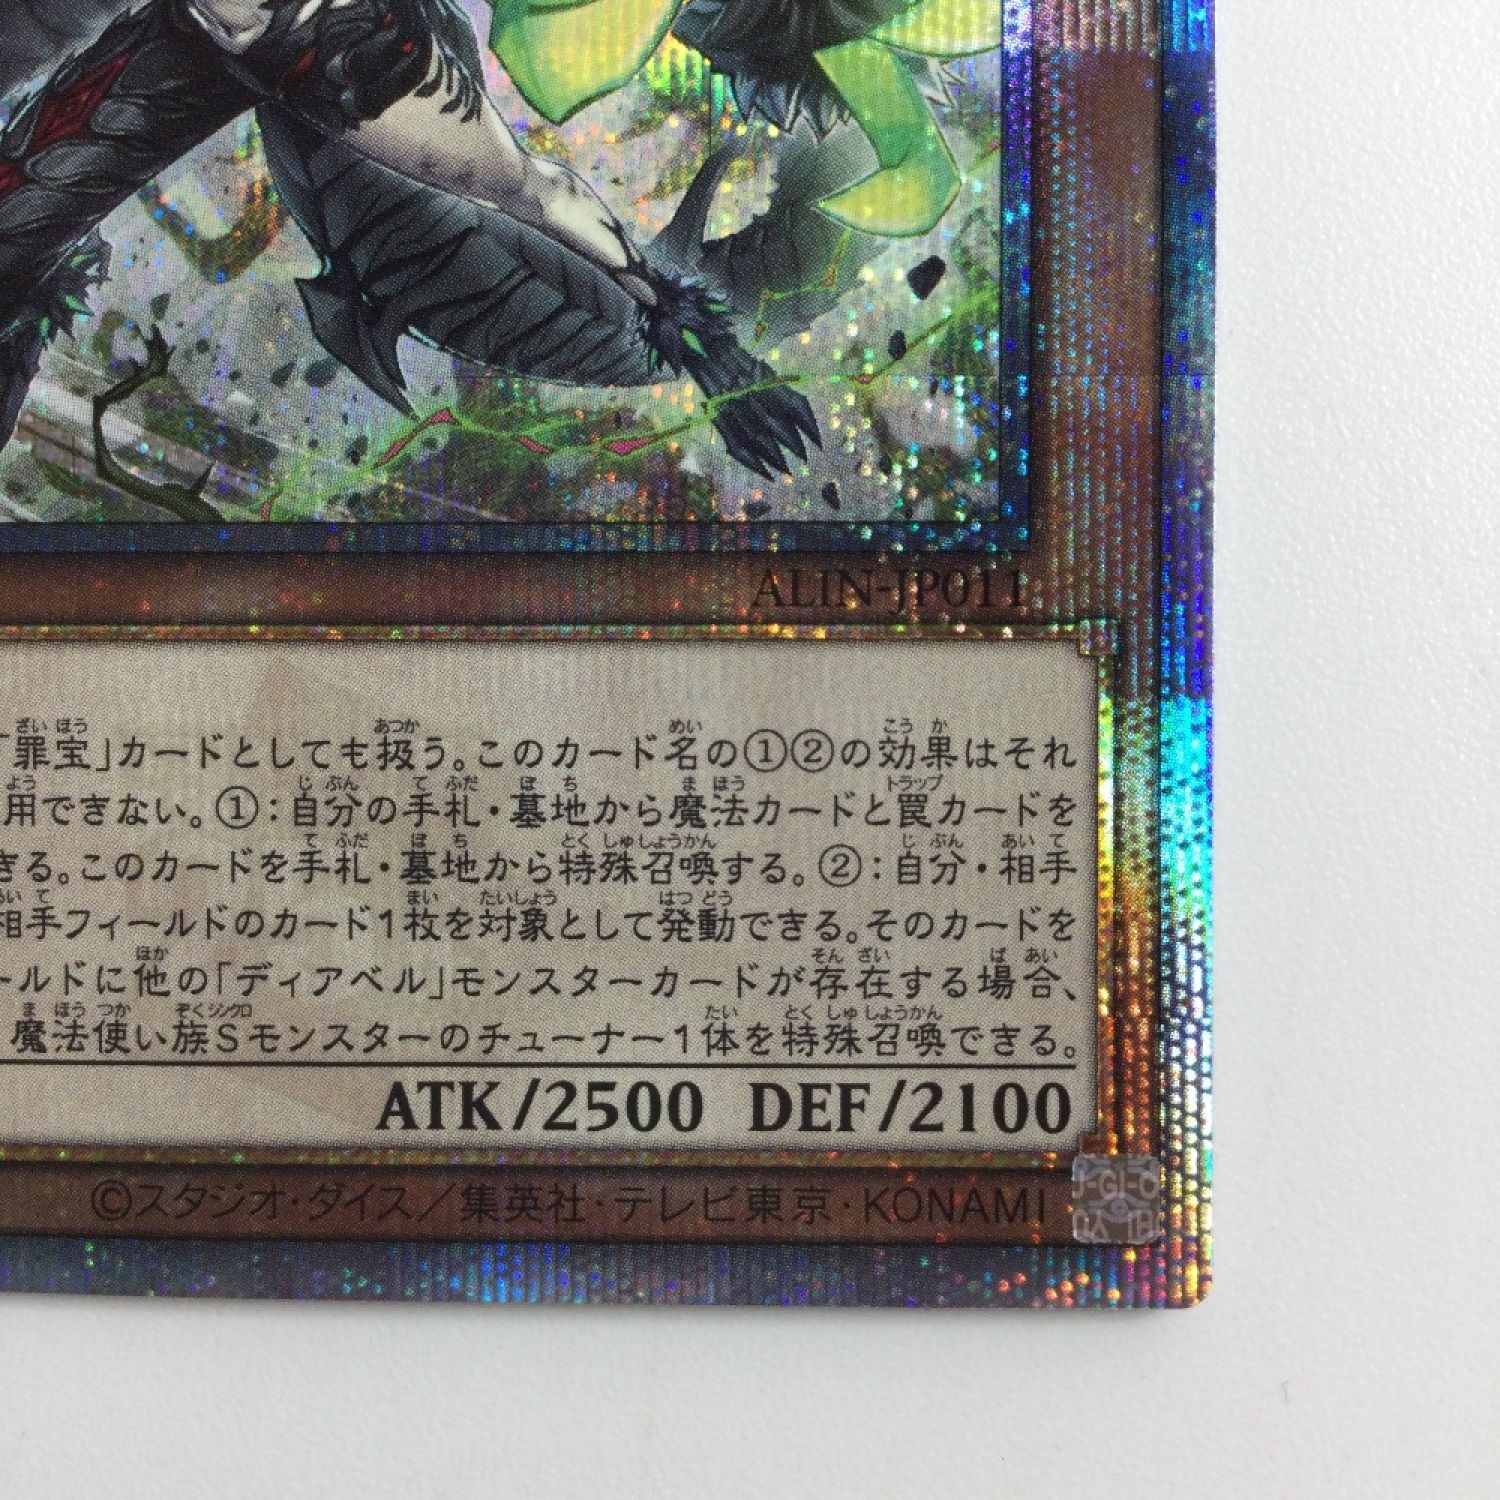 ALIN-JP011
「罪宝」カードとしても扱う。このカード名の①②の効果はそれ
用できない。①：自分の手札・墓地から魔法カードと罠カードを
きる。このカードを手札・墓地から特殊召喚する。②：自分・相手
相手フィールドのカード1枚を対象として発動できる。そのカードを
ールドに他の「ディアベル」モンスターカードが存在する場合、
魔法使い族Sモンスターのチューナー1体を特殊召喚できる。
ATK/2500 DEF/2100
©スタジオ・ダイス／集英社・テレビ東京・KONAMI